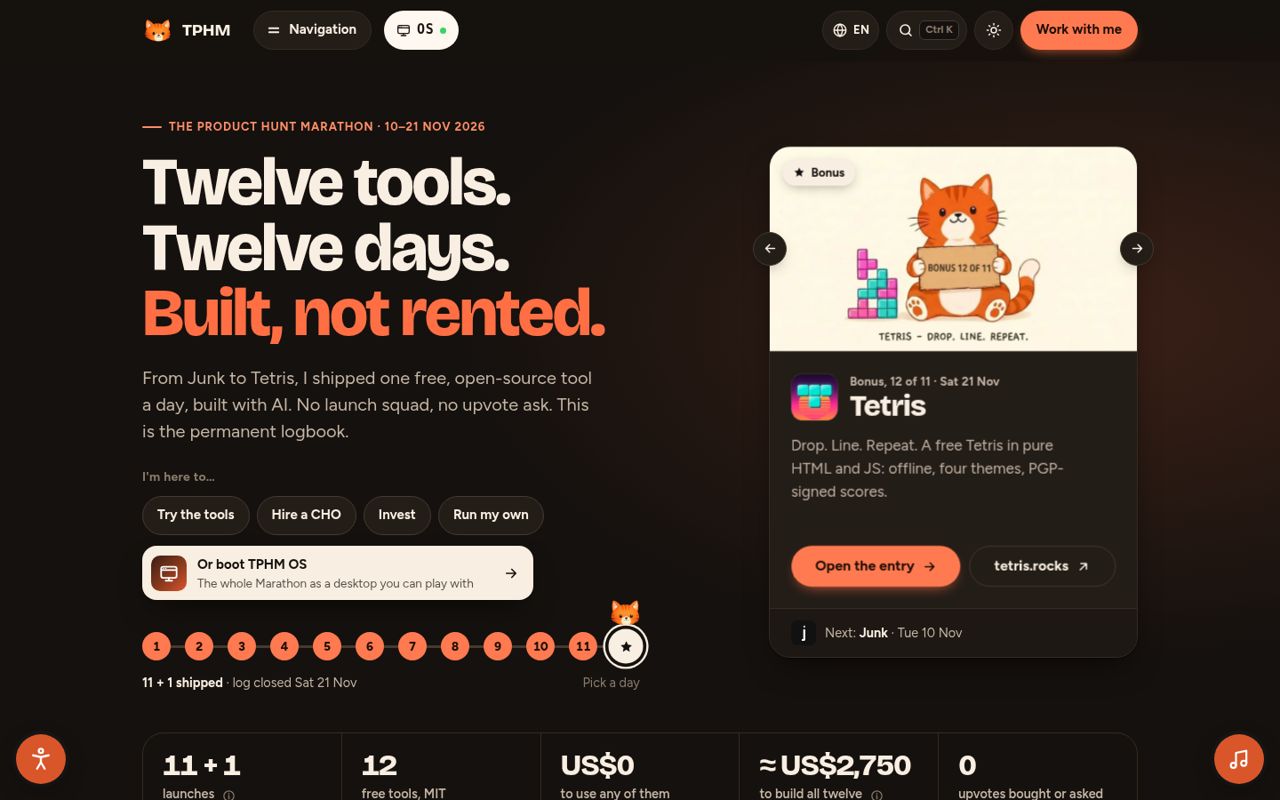 TPHM
Navigation
OS
EN
Ctrl K
Work with me
THE PRODUCT HUNT MARATHON · 10–21 NOV 2026
Twelve tools.
Twelve days.
Built, not rented.
From Junk to Tetris, I shipped one free, open-source tool
a day, built with AI. No launch squad, no upvote ask. This
is the permanent logbook.
I'm here to...
Try the tools
Hire a CHO
Invest
Run my own
Or boot TPHM OS
The whole Marathon as a desktop you can play with
1 2 3 4 5 6 7 8 9 10 11
11 + 1 shipped · log closed Sat 21 Nov
Pick a day
Bonus
BONUS 12 OF 11
TETRIS – DROP. LINE. REPEAT.
Bonus, 12 of 11 · Sat 21 Nov
Tetris
Drop. Line. Repeat. A free Tetris in pure
HTML and JS: offline, four themes, PGP-
signed scores.
Open the entry →
tetris.rocks ↗
j
Next: Junk · Tue 10 Nov
11 + 1
launches
12
free tools, MIT
US$0
to use any of them
≈ US$2,750
to build all twelve
0
upvotes bought or asked